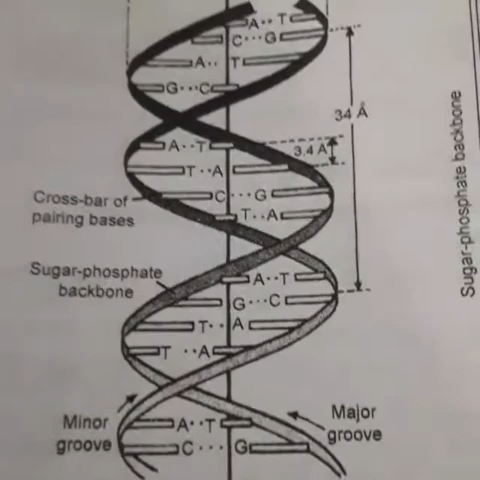 A·· T
C···G
A·· T
G···C
34 Å
A··T
3.4 Å
T··A
C···G
Cross-bar of
pairing bases
T··A
Sugar-phosphate
backbone
A··T
G···C
T·· A
T ··A
Minor
groove
Major
groove
A··T
C··· G
Sugar-phosphate backbone